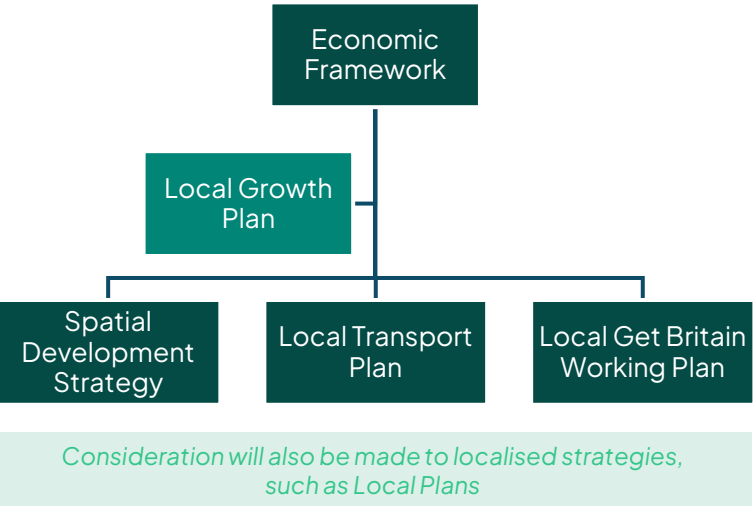 Economic
Framework
Local Growth
Plan
Spatial
Development
Strategy
Local Transport
Plan
Local Get Britain
Working Plan
Consideration will also be made to localised strategies,
such as Local Plans